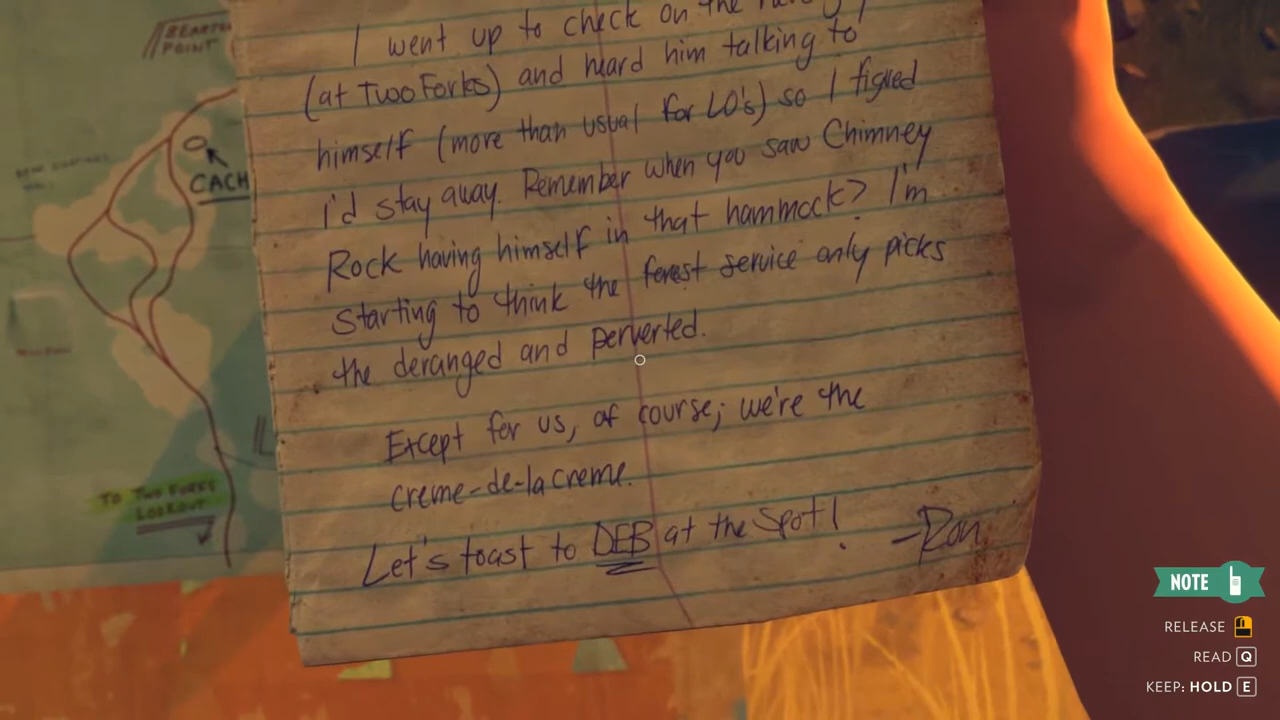 BEARTOOTH
POINT
CACH
TO TWO FORKS
LOOKOUT
I went up to check on the
(at Two Forks) and heard him talking to
himself (more than usual for LO's) so I figred
i'd stay away. Remember when you saw Chimney
Rock having himself in that hammock? I'm
starting to think the forest service only picks
the deranged and perverted.
Except for us, of course; we're the
creme-de-la creme.
Let's toast to DEB at the Spot!
-Ron
NOTE
RELEASE
READ Q
KEEP: HOLD E